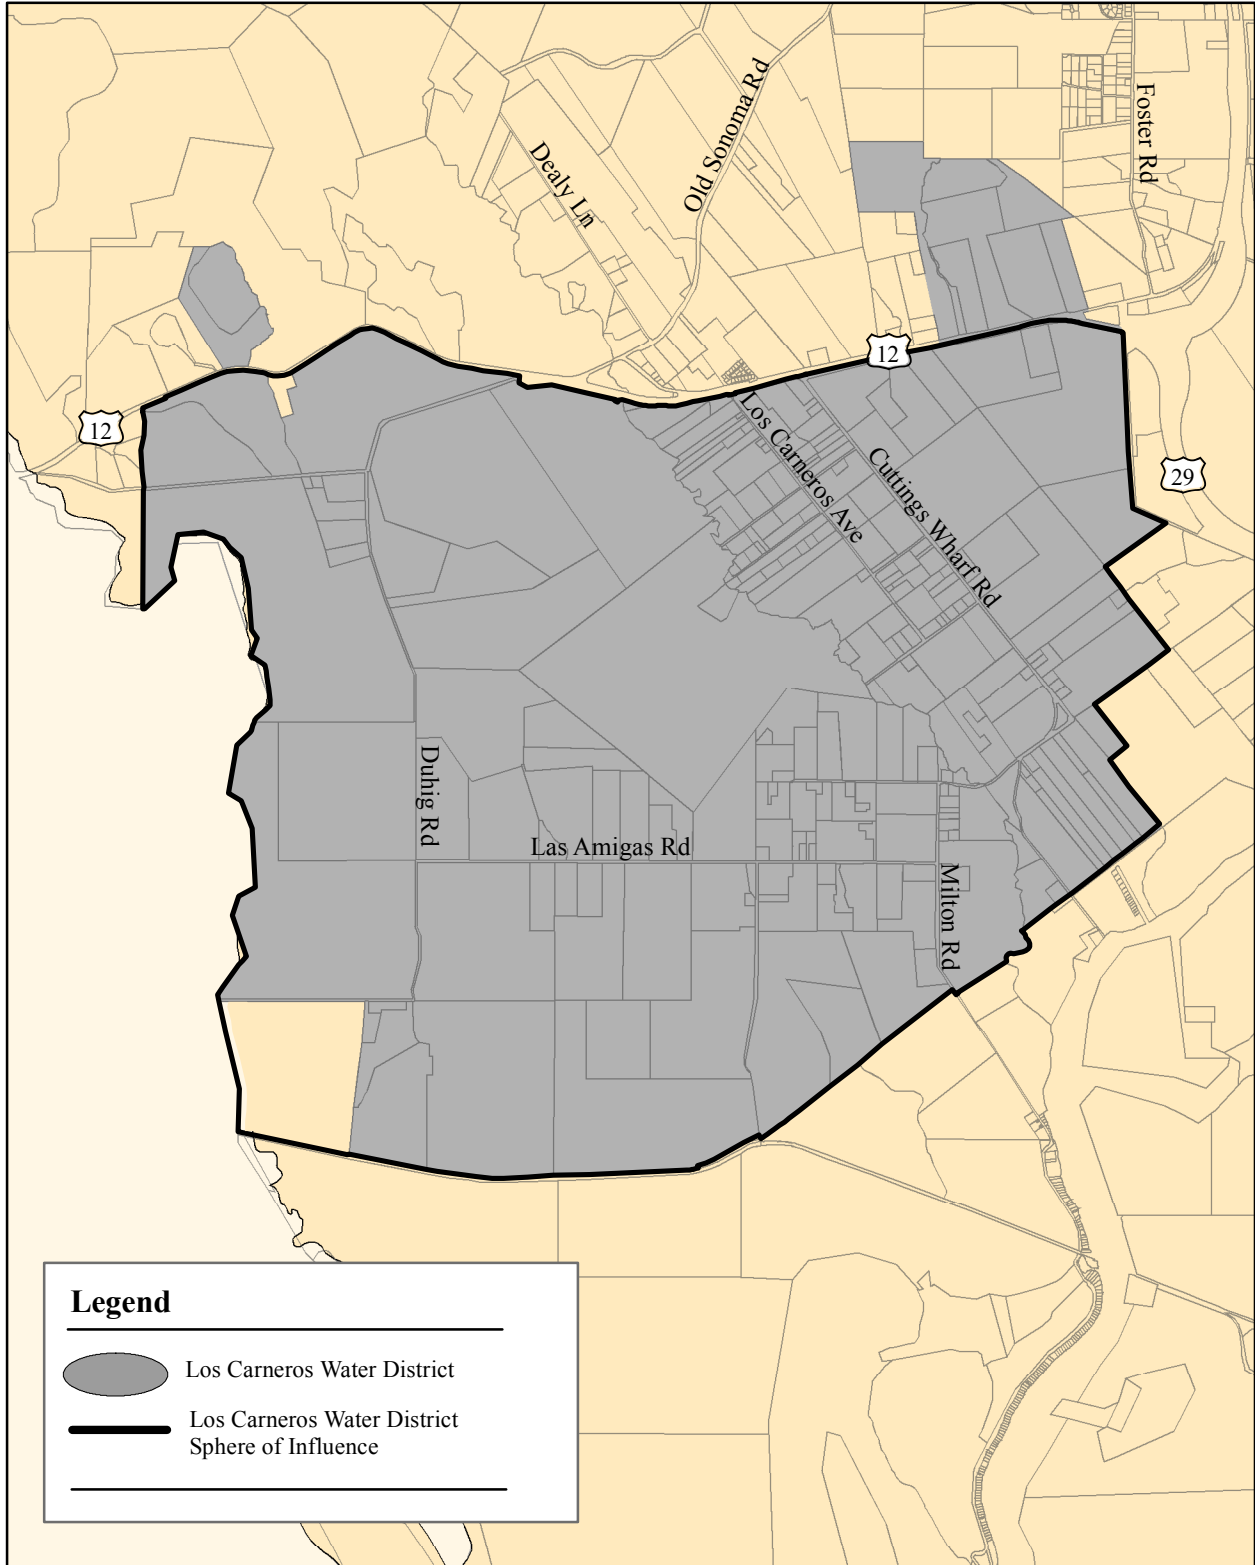 Old Sonoma Rd
Foster Rd
Dealy Ln
12
12
Los Carneros Ave
Cuttings Wharf Rd
29
Duhig Rd
Las Amigas Rd
Milton Rd
Legend
Los Carneros Water District
Los Carneros Water District
Sphere of Influence